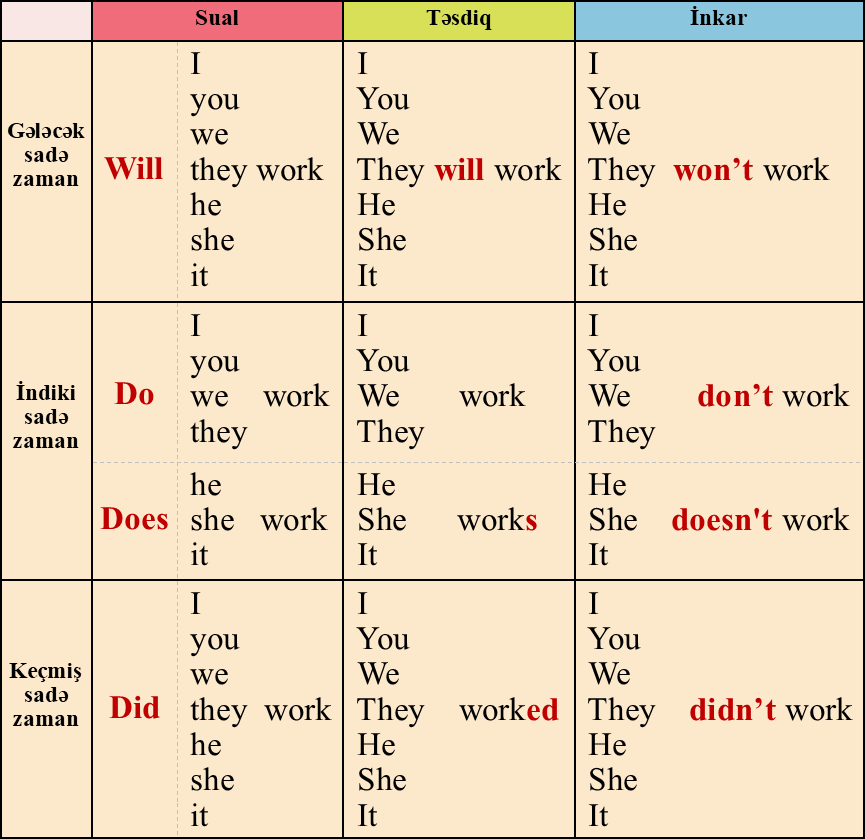 Sual Təsdiq İnkar
Gələcək
sadə
zaman
Will
I
you
we
they work
he
she
it
I
You
We
They will work
He
She
It
I
You
We
They won’t work
He
She
It
İndiki
sadə
zaman
Do
I
you
we work
they
I
You
We work
They
I
You
We don’t work
They
Does
he
she work
it
He
She works
It
He
She doesn't work
It
Keçmiş
sadə
zaman
Did
I
you
we
they work
he
she
it
I
You
We
They worked
He
She
It
I
You
We
They didn’t work
He
She
It